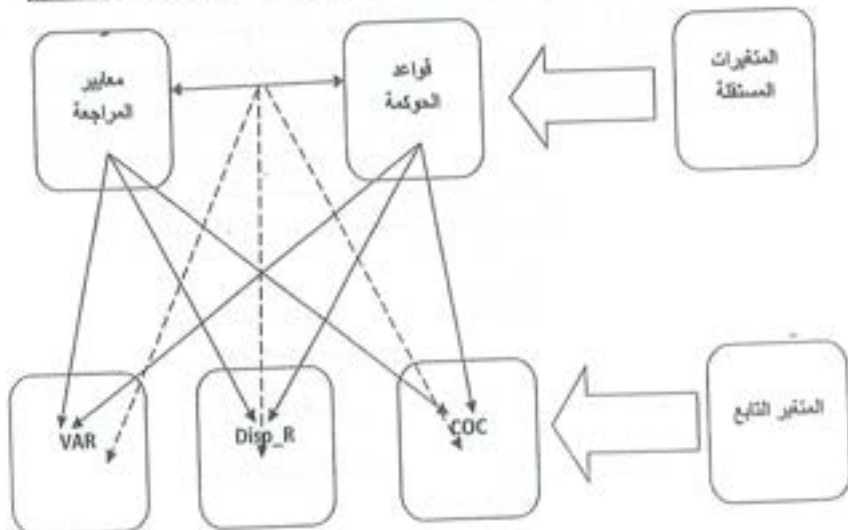 المتغيرات
المستقلة
قواعد
الحوكمة
معايير
المراجعة
المتغير التابع
COC
Disp_R
VAR